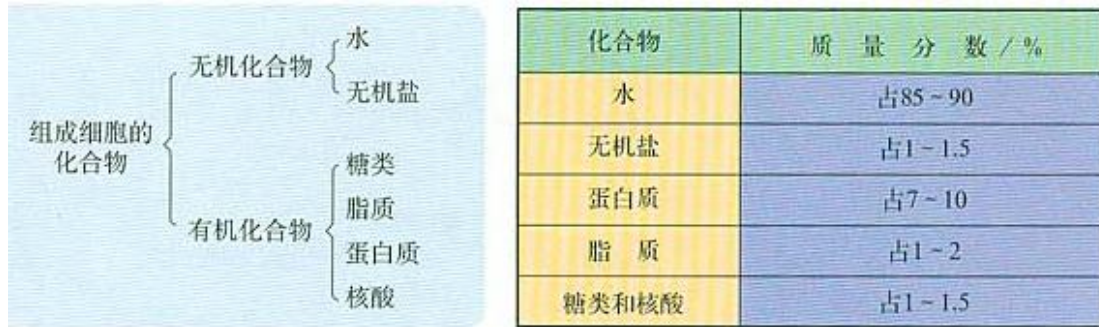 水
无机化合物
无机盐
组成细胞的
化合物
糖类
脂质
有机化合物
蛋白质
核酸
化合物 质 量 分 数 / %
水 占85～90
无机盐 占1～1.5
蛋白质 占7～10
脂 质 占1～2
糖类和核酸 占1～1.5